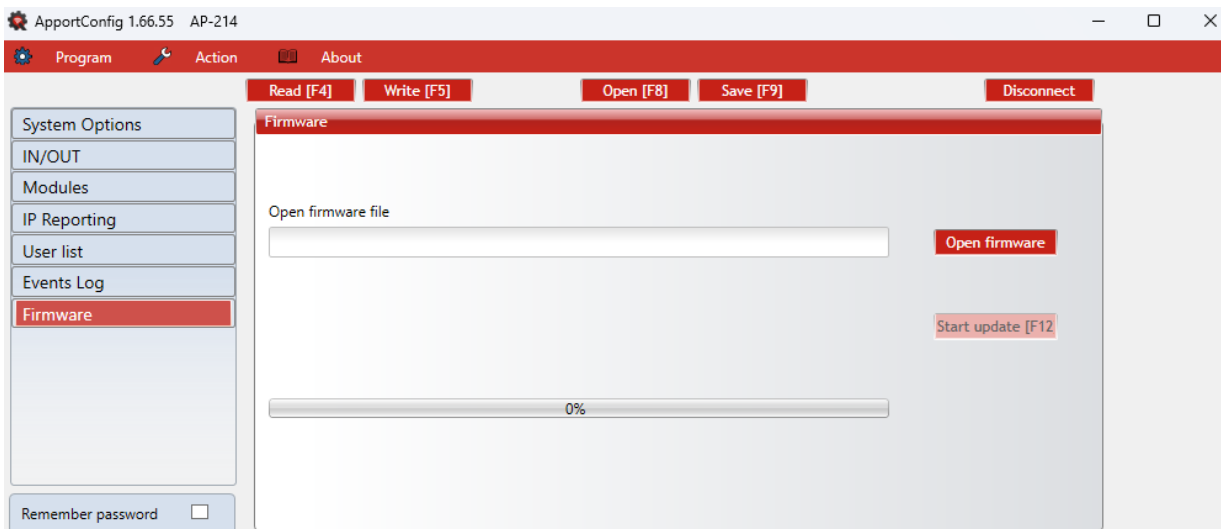 ApportConfig 1.66.55 AP-214
Program Action About
Read [F4] Write [F5] Open [F8] Save [F9] Disconnect
System Options
IN/OUT
Modules
IP Reporting
User list
Events Log
Firmware
Remember password
Firmware
Open firmware file
Open firmware
Start update [F12
0%